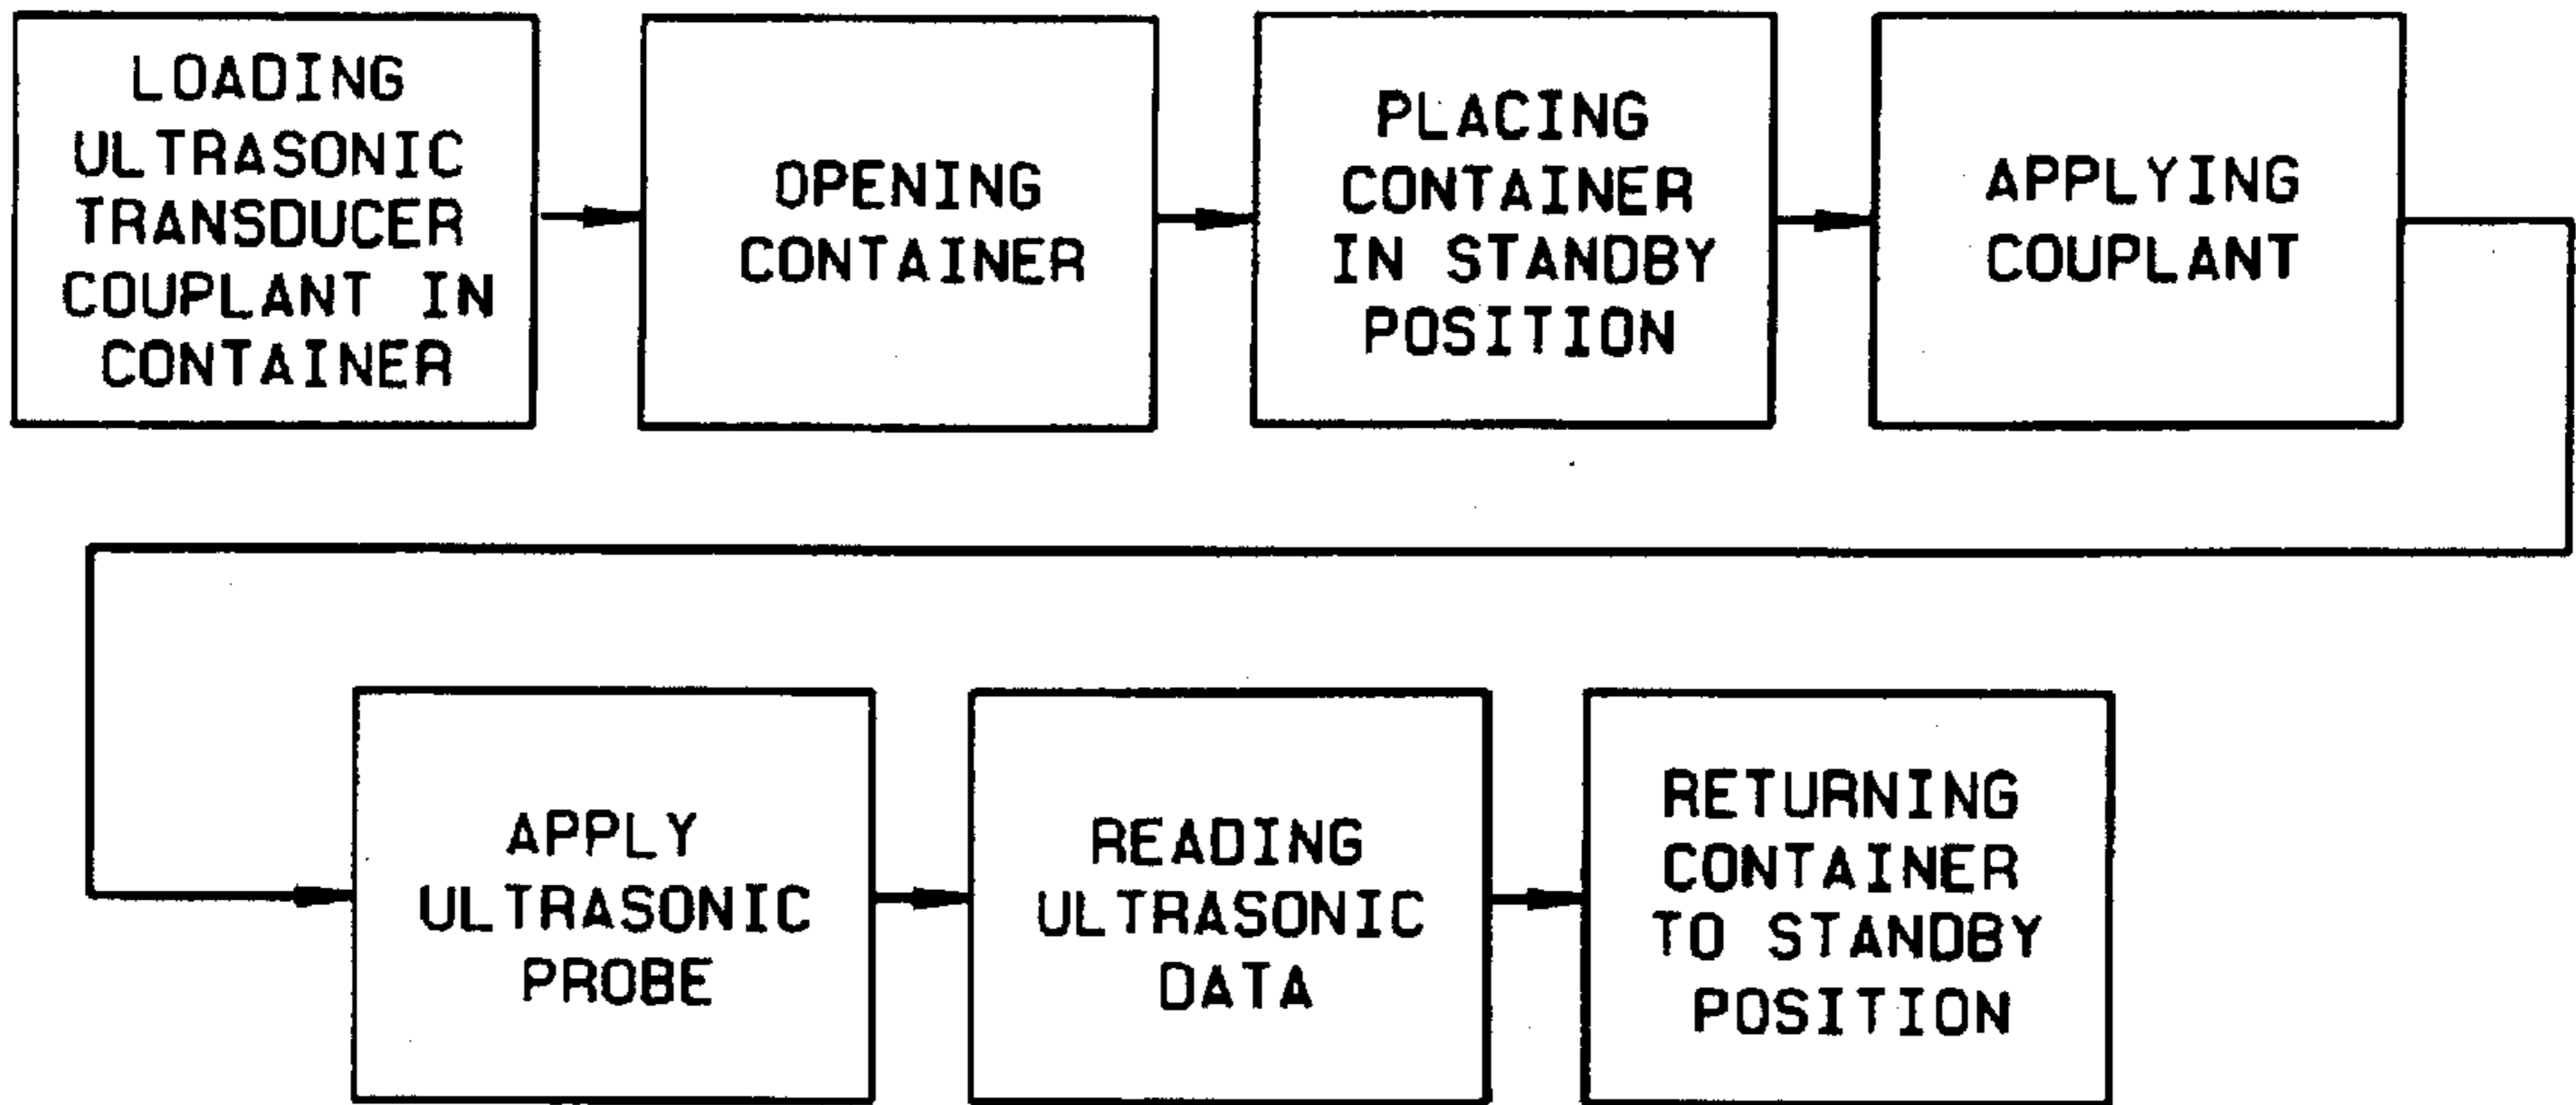 LOADING
ULTRASONIC
TRANSDUCER
COUPLANT IN
CONTAINER
OPENING
CONTAINER
PLACING
CONTAINER
IN STANDBY
POSITION
APPLYING
COUPLANT
APPLY
ULTRASONIC
PROBE
READING
ULTRASONIC
DATA
RETURNING
CONTAINER
TO STANDBY
POSITION